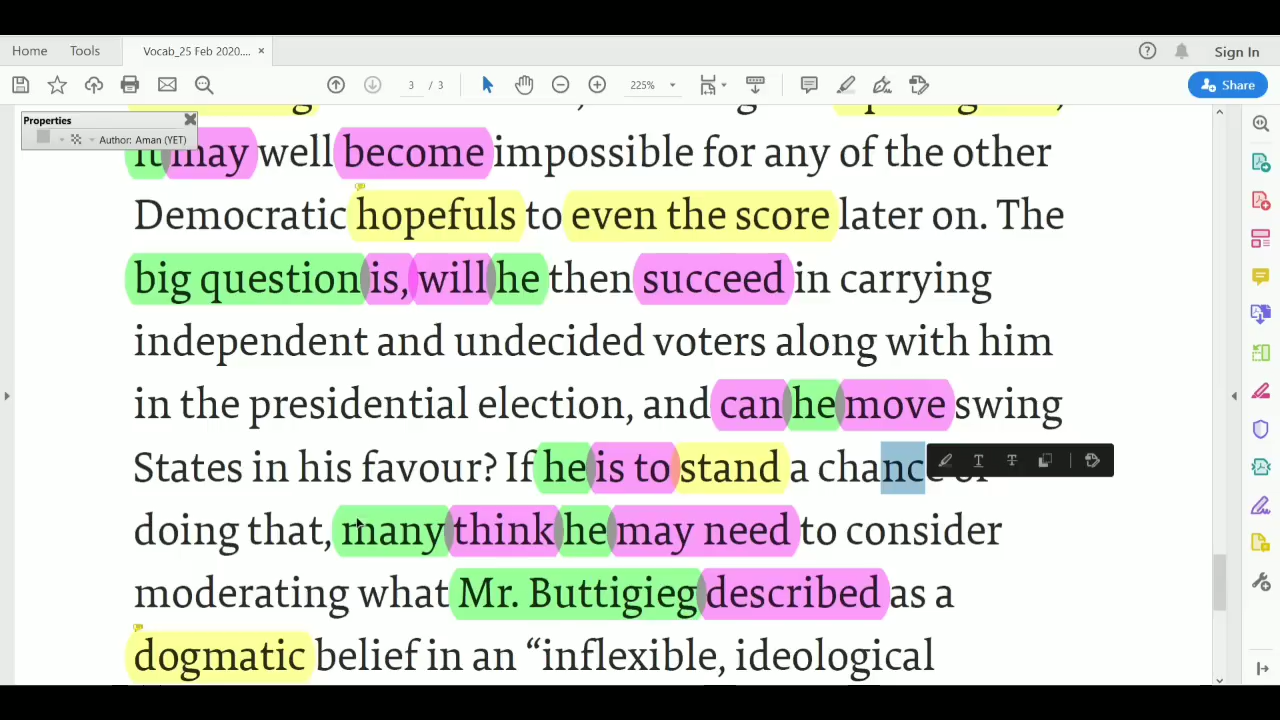 Home Tools Vocab_25 Feb 2020.... × Sign In
3 / 3 225% Share
Properties
Author: Aman (YET)
it may well become impossible for any of the other
Democratic hopefuls to even the score later on. The
big question is, will he then succeed in carrying
independent and undecided voters along with him
in the presidential election, and can he move swing
States in his favour? If he is to stand a chance of
doing that, many think he may need to consider
moderating what Mr. Buttigieg described as a
dogmatic belief in an “inflexible, ideological